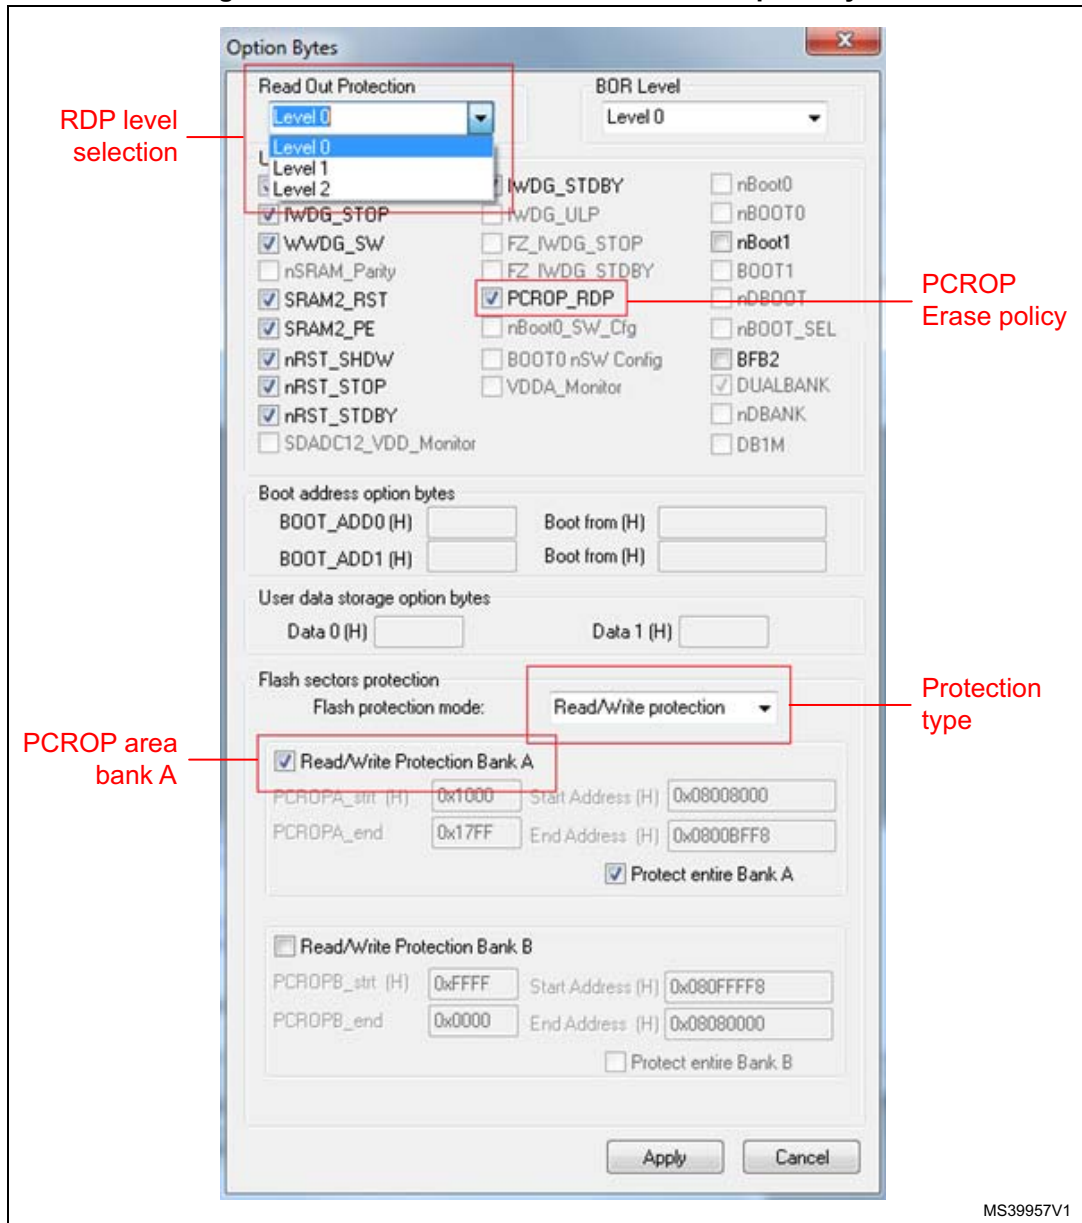 Option Bytes
Read Out Protection
BOR Level
RDP level
selection
Level 0
Level 0
Level 0
Level 1
Level 2
IWDG_STDBY
nBoot0
IWDG_STOP
IWDG_ULP
nBOOT0
WWDG_SW
FZ_IWDG_STOP
nBoot1
nSRAM_Parity
FZ_IWDG_STDBY
BOOT1
SRAM2_RST
PCROP_RDP
nDBOOT
PCROP
Erase policy
SRAM2_PE
nBoot0_SW_Cfg
nBOOT_SEL
nRST_SHDW
BOOT0 nSW Config
BFB2
nRST_STOP
VDDA_Monitor
DUALBANK
nRST_STDBY
nDBANK
SDADC12_VDD_Monitor
DB1M
Boot address option bytes
BOOT_ADD0 (H)
Boot from (H)
BOOT_ADD1 (H)
Boot from (H)
User data storage option bytes
Data 0 (H)
Data 1 (H)
Flash sectors protection
Flash protection mode:
Read/Write protection
Protection
type
PCROP area
bank A
Read/Write Protection Bank A
PCROPA_strt (H)
0x1000
Start Address (H)
0x08008000
PCROPA_end
0x17FF
End Address (H)
0x0800BFF8
Protect entire Bank A
Read/Write Protection Bank B
PCROPB_strt (H)
0xFFFF
Start Address (H)
0x080FFFF8
PCROPB_end
0x0000
End Address (H)
0x08080000
Protect entire Bank B
Apply
Cancel
MS39957V1